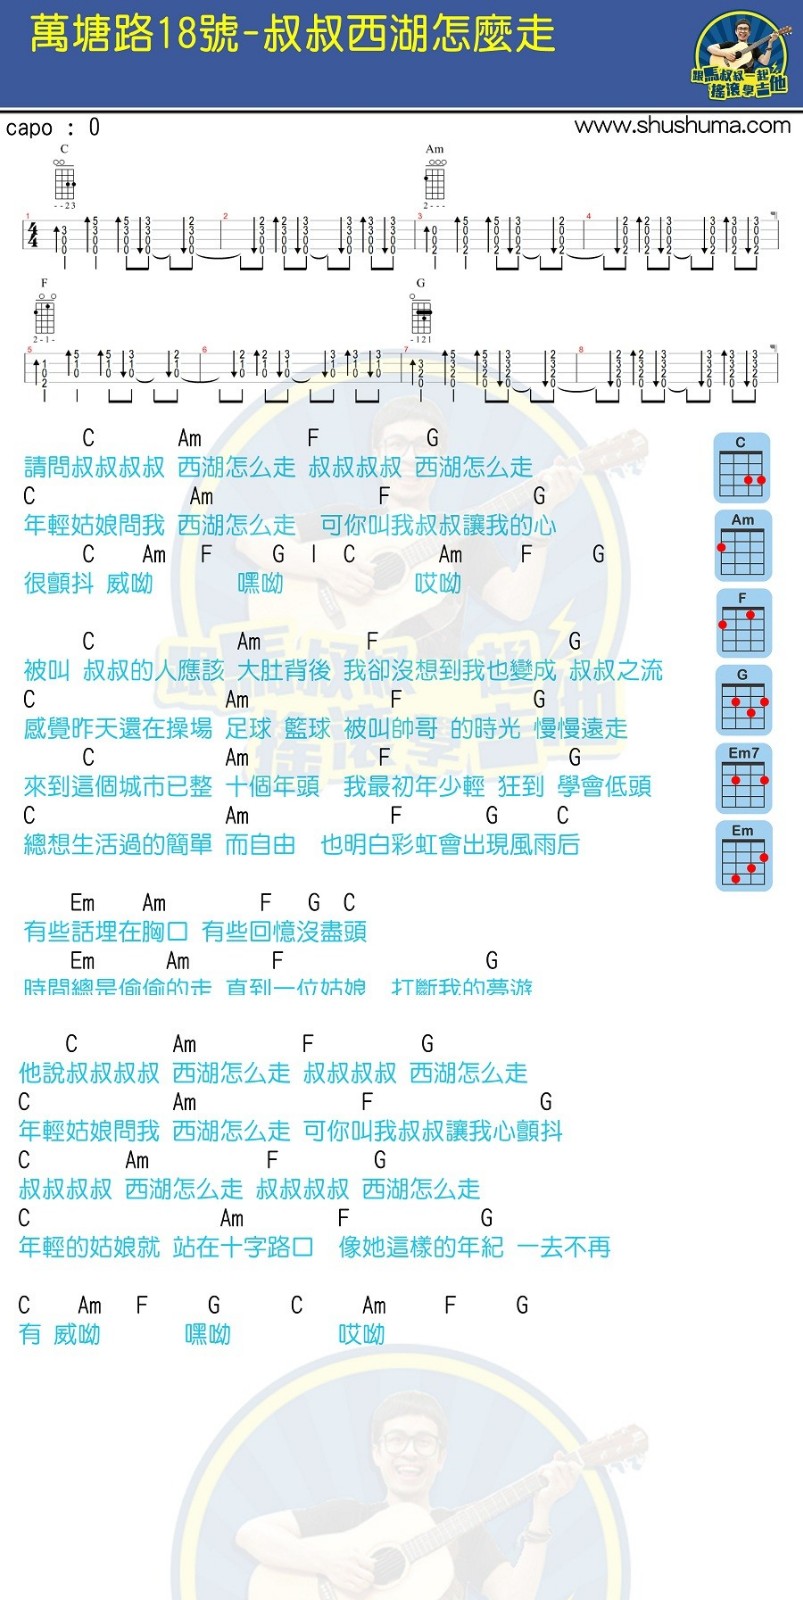 萬塘路18號-叔叔西湖怎麼走
跟馬叔叔一起
搖滾學吉他
capo : 0
www.shushuma.com
C Am
--23 2---
F G
2-1- -121
C Am F G
請問叔叔叔叔 西湖怎么走 叔叔叔叔 西湖怎么走
C Am F G
年輕姑娘問我 西湖怎么走 可你叫我叔叔讓我的心
C Am F G | C Am F G
很顫抖 威呦 嘿呦 哎呦
C Am F G
被叫 叔叔的人應該 大肚背後 我卻沒想到我也變成 叔叔之流
C Am F G
感覺昨天還在操場 足球 籃球 被叫帥哥 的時光 慢慢遠走
C Am F G
來到這個城市已整 十個年頭 我最初年少輕 狂到 學會低頭
C Am F G C
總想生活過的簡單 而自由 也明白彩虹會出現風雨后
Em Am F G C
有些話埋在胸口 有些回憶沒盡頭
Em Am F G
時間總是偷偷的走 直到一位姑娘 打斷我的夢游
C Am F G
他說叔叔叔叔 西湖怎么走 叔叔叔叔 西湖怎么走
C Am F G
年輕姑娘問我 西湖怎么走 可你叫我叔叔讓我心顫抖
C Am F G
叔叔叔叔 西湖怎么走 叔叔叔叔 西湖怎么走
C Am F G
年輕的姑娘就 站在十字路口 像她這樣的年紀 一去不再
C Am F G C Am F G
有 威呦 嘿呦 哎呦
C
Am
F
G
Em7
Em